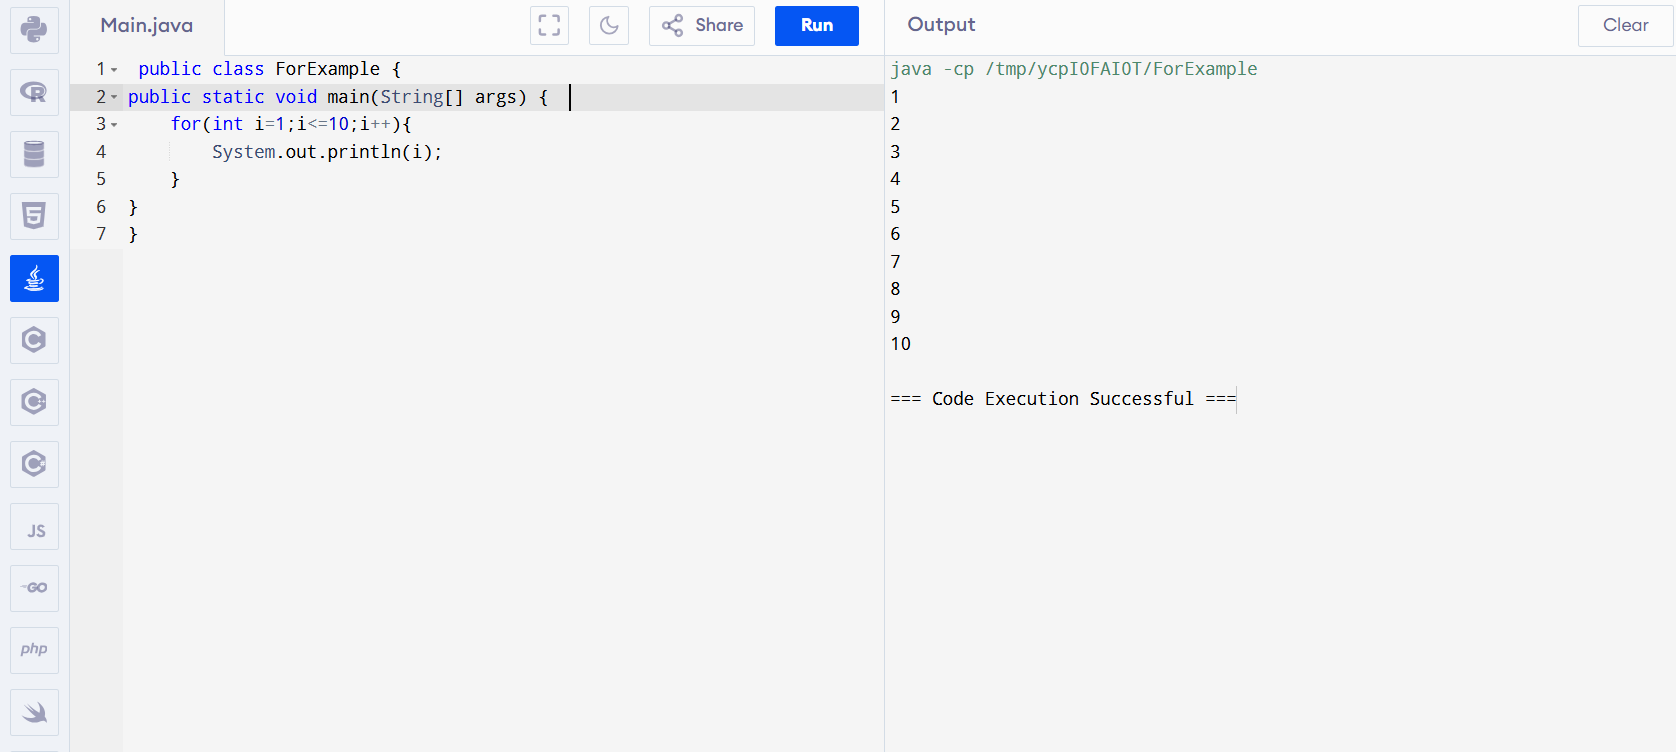 Main.java
Share
Run
Output
Clear
1 public class ForExample {
2 public static void main(String[] args) {
3     for(int i=1;i<=10;i++){
4         System.out.println(i);
5     }
6 }
7 }
java -cp /tmp/ycpIOFAIOT/ForExample
1
2
3
4
5
6
7
8
9
10
=== Code Execution Successful ===
R
5
C
C
C
JS
GO
php